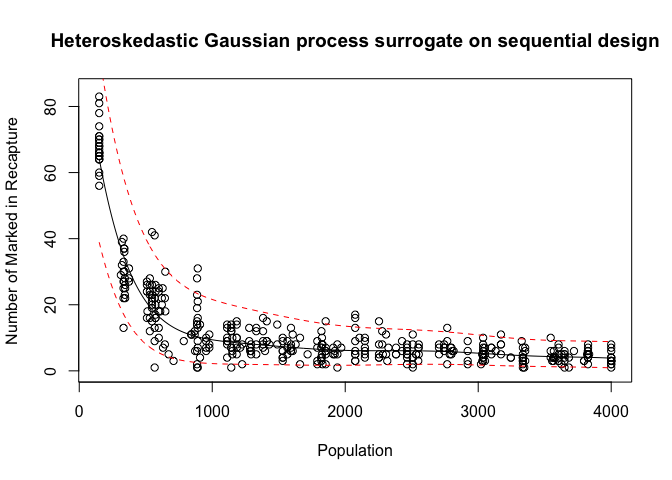 Heteroskedastic Gaussian process surrogate on sequential design
Number of Marked in Recapture
80
60
40
20
0
0 1000 2000 3000 4000
Population